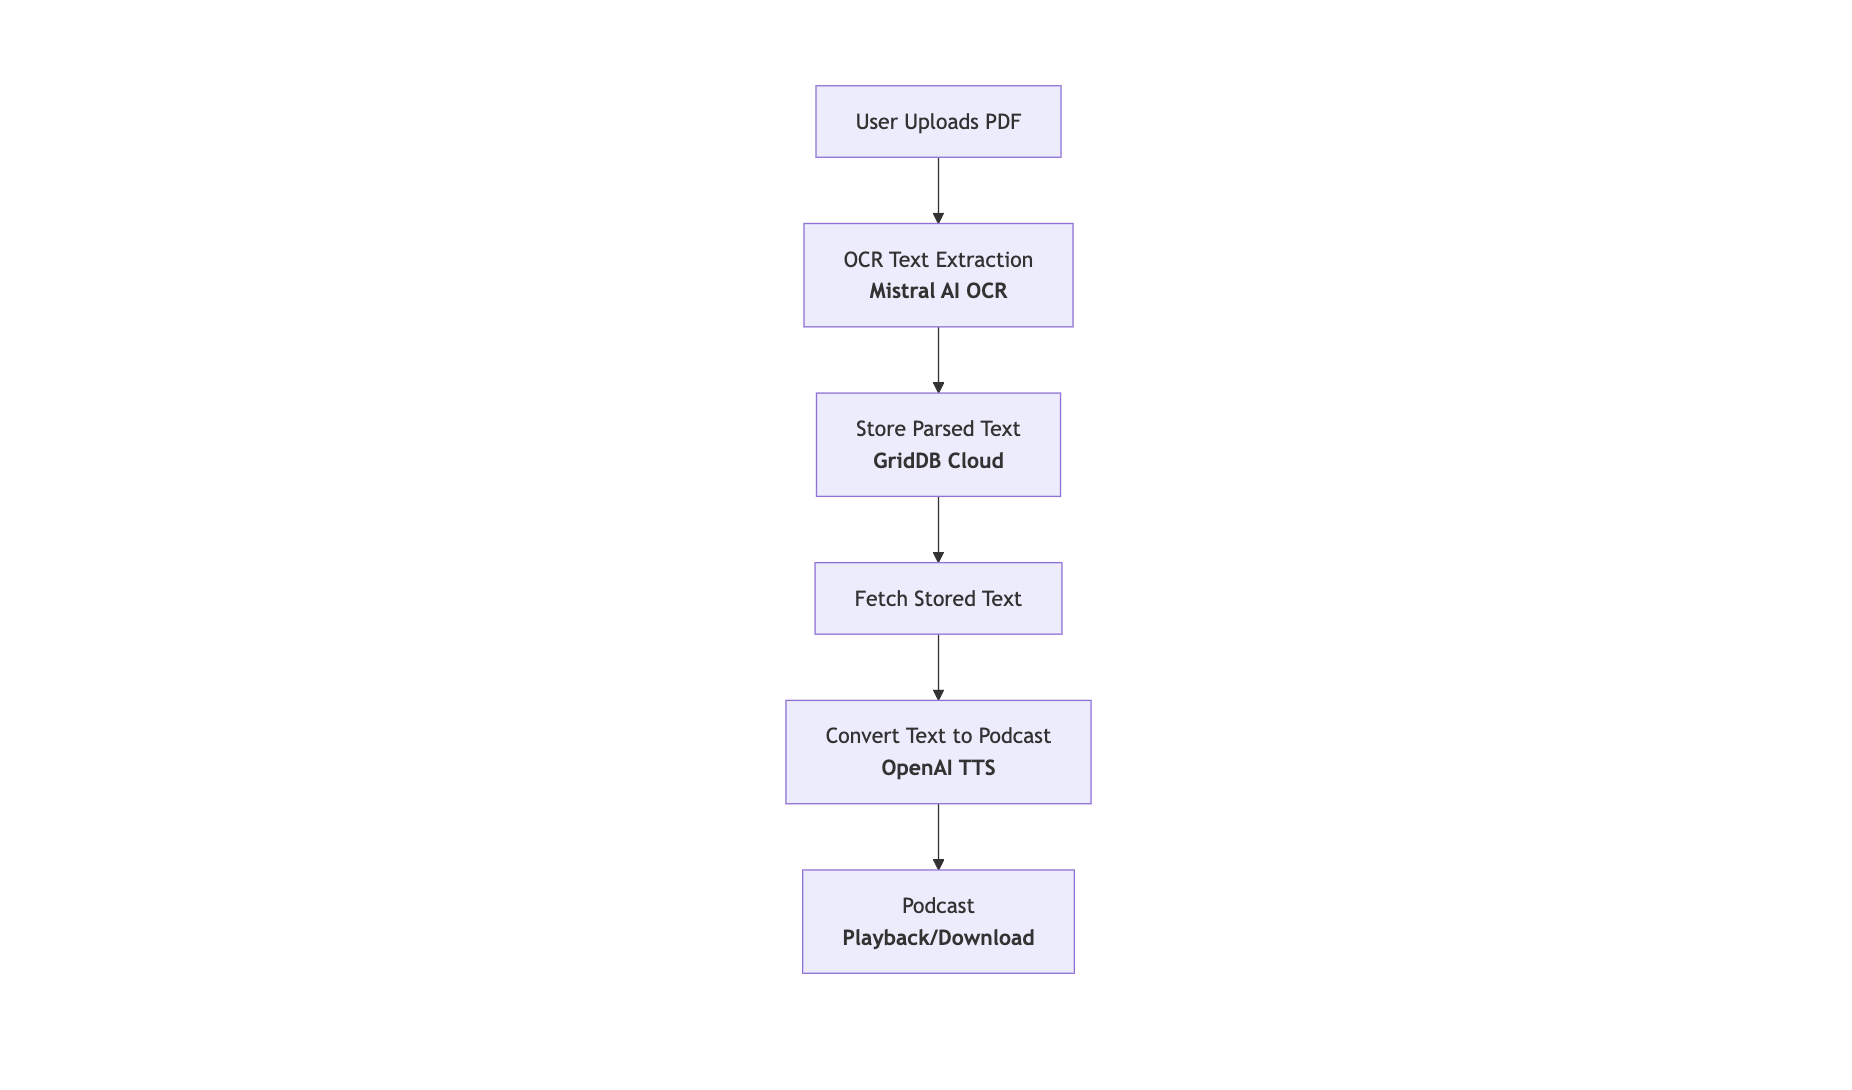 User Uploads PDF
OCR Text Extraction
Mistral AI OCR
Store Parsed Text
GridDB Cloud
Fetch Stored Text
Convert Text to Podcast
OpenAI TTS
Podcast
Playback/Download